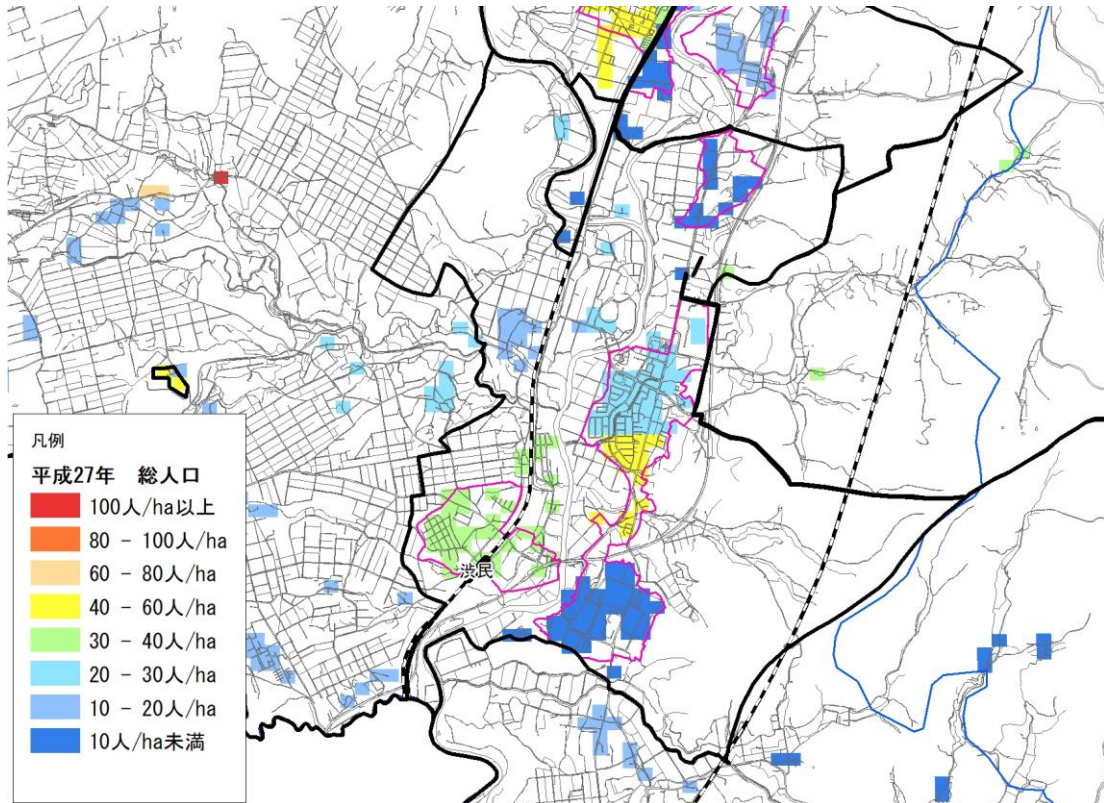 渋民
凡例
平成27年 総人口
100人/ha以上
80 - 100人/ha
60 - 80人/ha
40 - 60人/ha
30 - 40人/ha
20 - 30人/ha
10 - 20人/ha
10人/ha未満